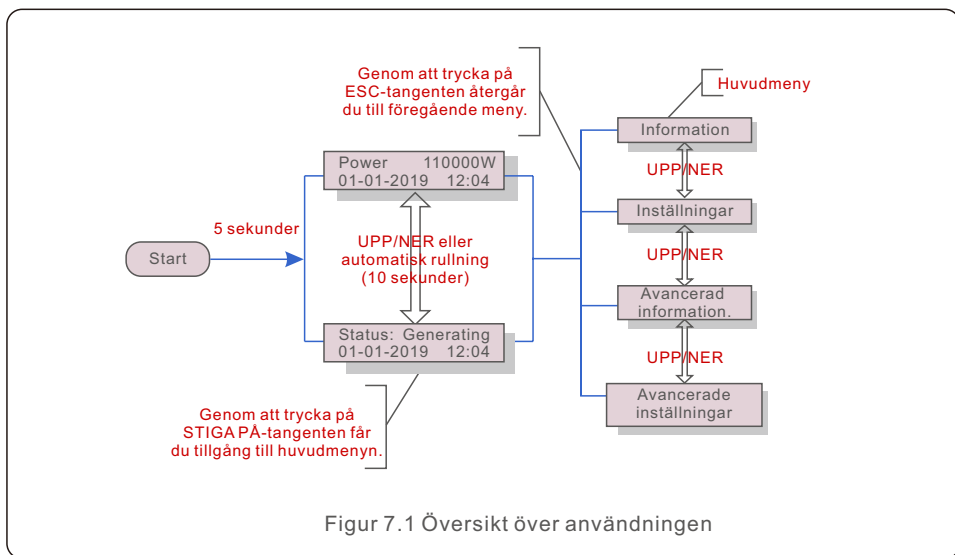 Genom att trycka på
ESC-tangenten återgår
du till föregående meny.
Huvudmeny
Information
UPP/NER
Power 110000W
01-01-2019 12:04
5 sekunder
Inställningar
Start
UPP/NER eller
automatisk rullning
(10 sekunder)
UPP/NER
Avancerad
information.
Status: Generating
01-01-2019 12:04
UPP/NER
Avancerade
inställningar
Genom att trycka på
STIGA PÅ-tangenten får
du tillgång till huvudmenyn.
Figur 7.1 Översikt över användningen